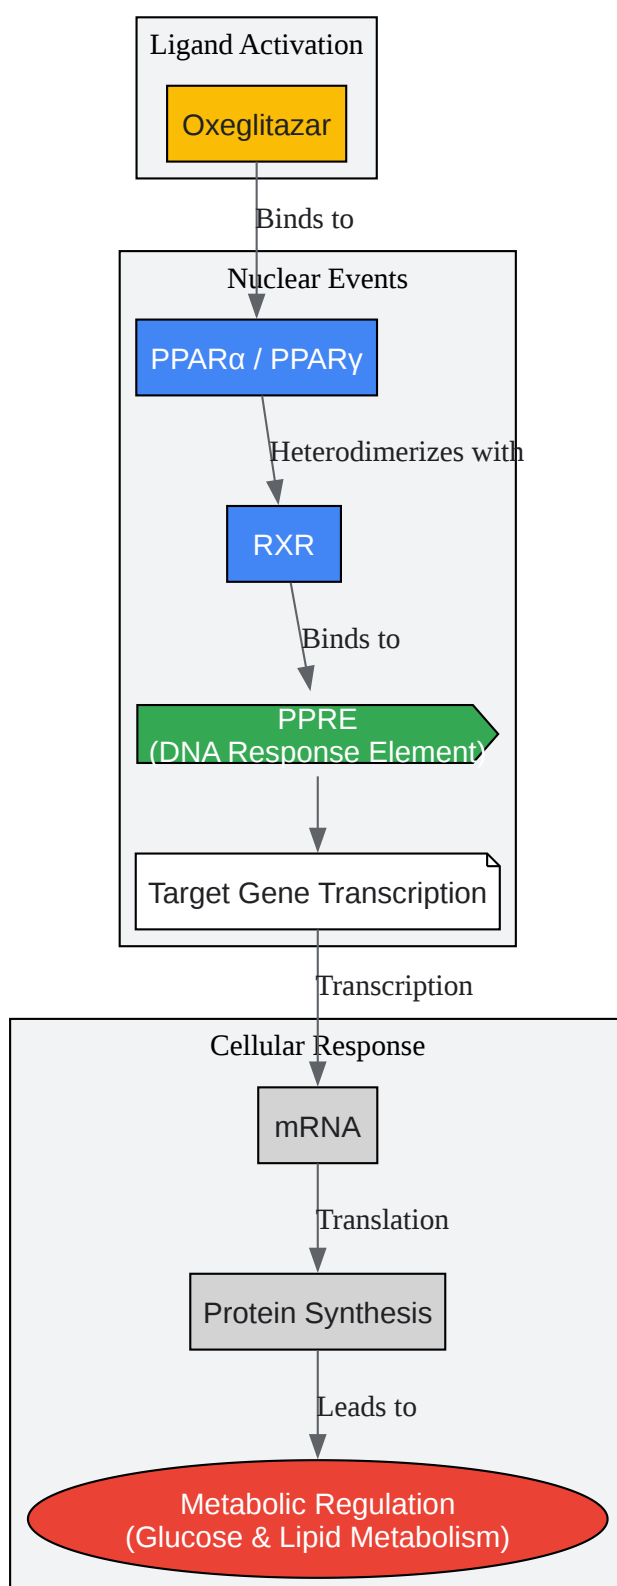 Ligand Activation
Oxeglitazar
Binds to
Nuclear Events
PPARα / PPARγ
Heterodimerizes with
RXR
Binds to
PPRE
(DNA Response Element)
Target Gene Transcription
Transcription
Cellular Response
mRNA
Translation
Protein Synthesis
Leads to
Metabolic Regulation
(Glucose & Lipid Metabolism)